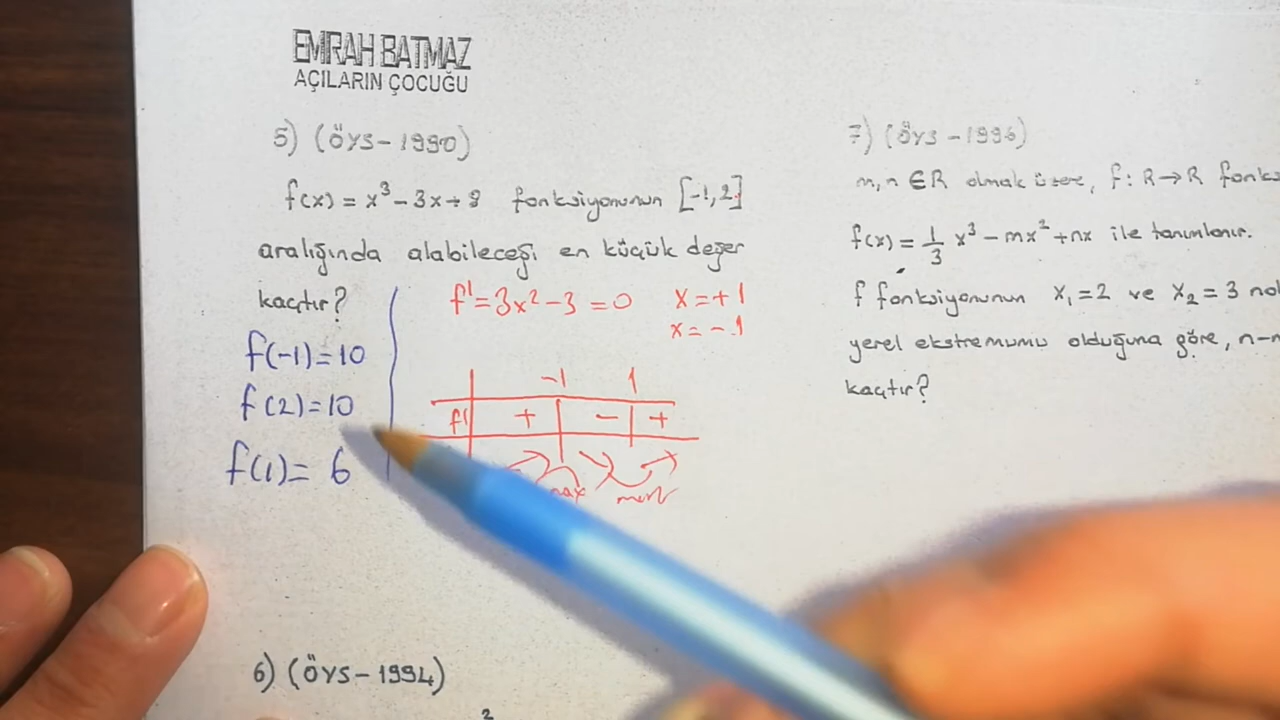 EMRAH BATMAZ
AÇILARIN ÇOCUĞU
5) (ÖYS-1990)
f(x) = x³ - 3x + 8 fonksiyonunun [-1,2]
aralığında alabileceği en küçük değer
kaçtır?
f' = 3x² - 3 = 0 x = +1
x = -1
f(-1) = 10
f(2) = 10
f(1) = 6
-1 1
f' + - +
max min
6) (ÖYS-1994)
2
7) (ÖYS-1996)
m,n ∈ R olmak üzere, f: R→R fonks
f(x) = 1/3 x³ - mx² + nx ile tanımlanır.
f fonksiyonunun x₁=2 ve x₂=3 nok
yerel ekstremumu olduğuna göre, n-m
kaçtır?